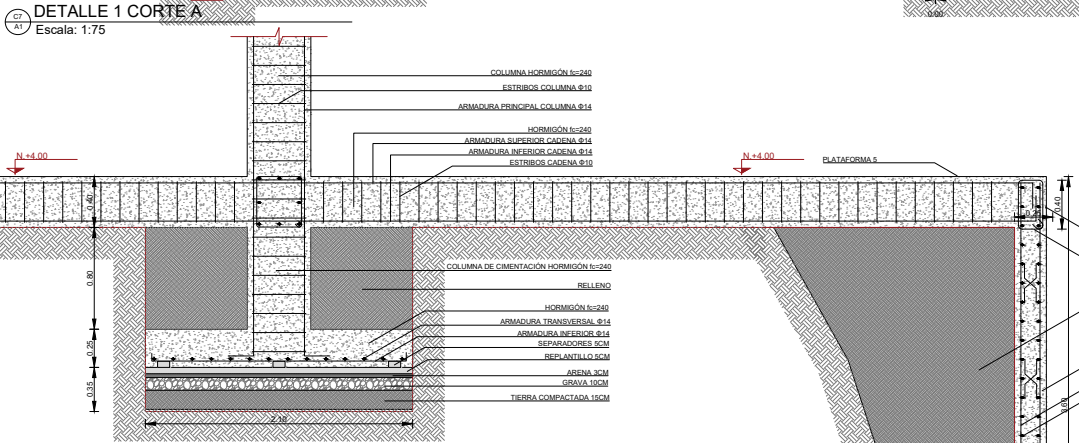 C7
A1
DETALLE 1 CORTE A
Escala: 1:75
0.00
COLUMNA HORMIGÓN fc=240
ESTRIBOS COLUMNA Φ10
ARMADURA PRINCIPAL COLUMNA Φ14
HORMIGÓN fc=240
ARMADURA SUPERIOR CADENA Φ14
ARMADURA INFERIOR CADENA Φ14
ESTRIBOS CADENA Φ10
N.+4.00
N.+4.00
PLATAFORMA 5
0.40
0.40
0.80
COLUMNA DE CIMENTACIÓN HORMIGÓN fc=240
RELLENO
HORMIGÓN fc=240
ARMADURA TRANSVERSAL Φ14
ARMADURA INFERIOR Φ14
SEPARADORES 5CM
REPLANTILLO 5CM
0.25
ARENA 3CM
GRAVA 10CM
TIERRA COMPACTADA 15CM
0.35
2.10
3.60